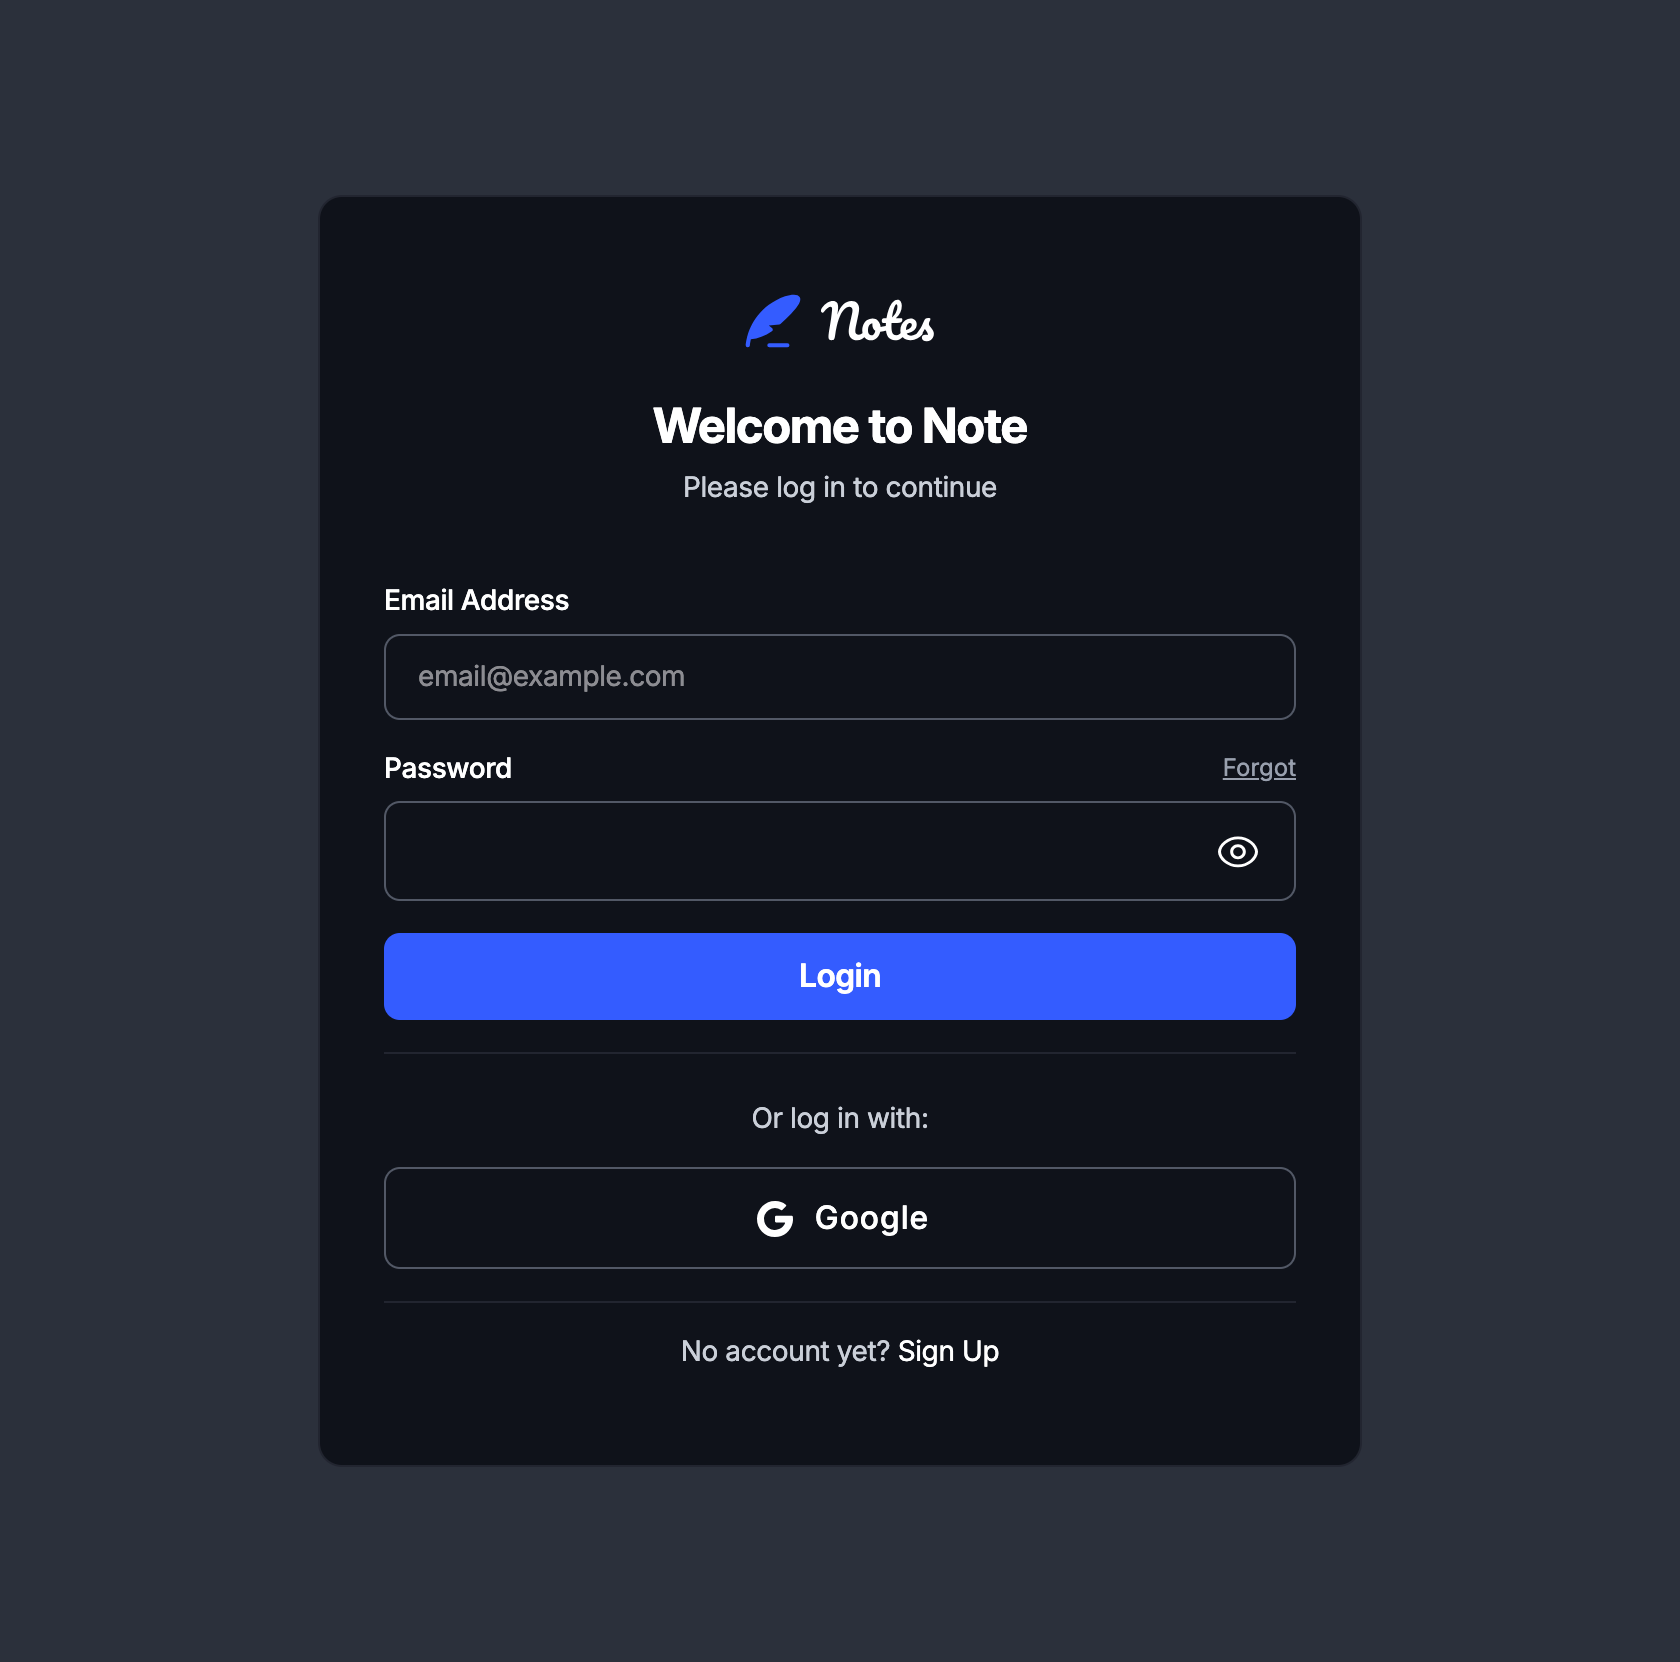 Notes
Welcome to Note
Please log in to continue
Email Address
email@example.com
Password
Forgot
Login
Or log in with:
Google
No account yet? Sign Up